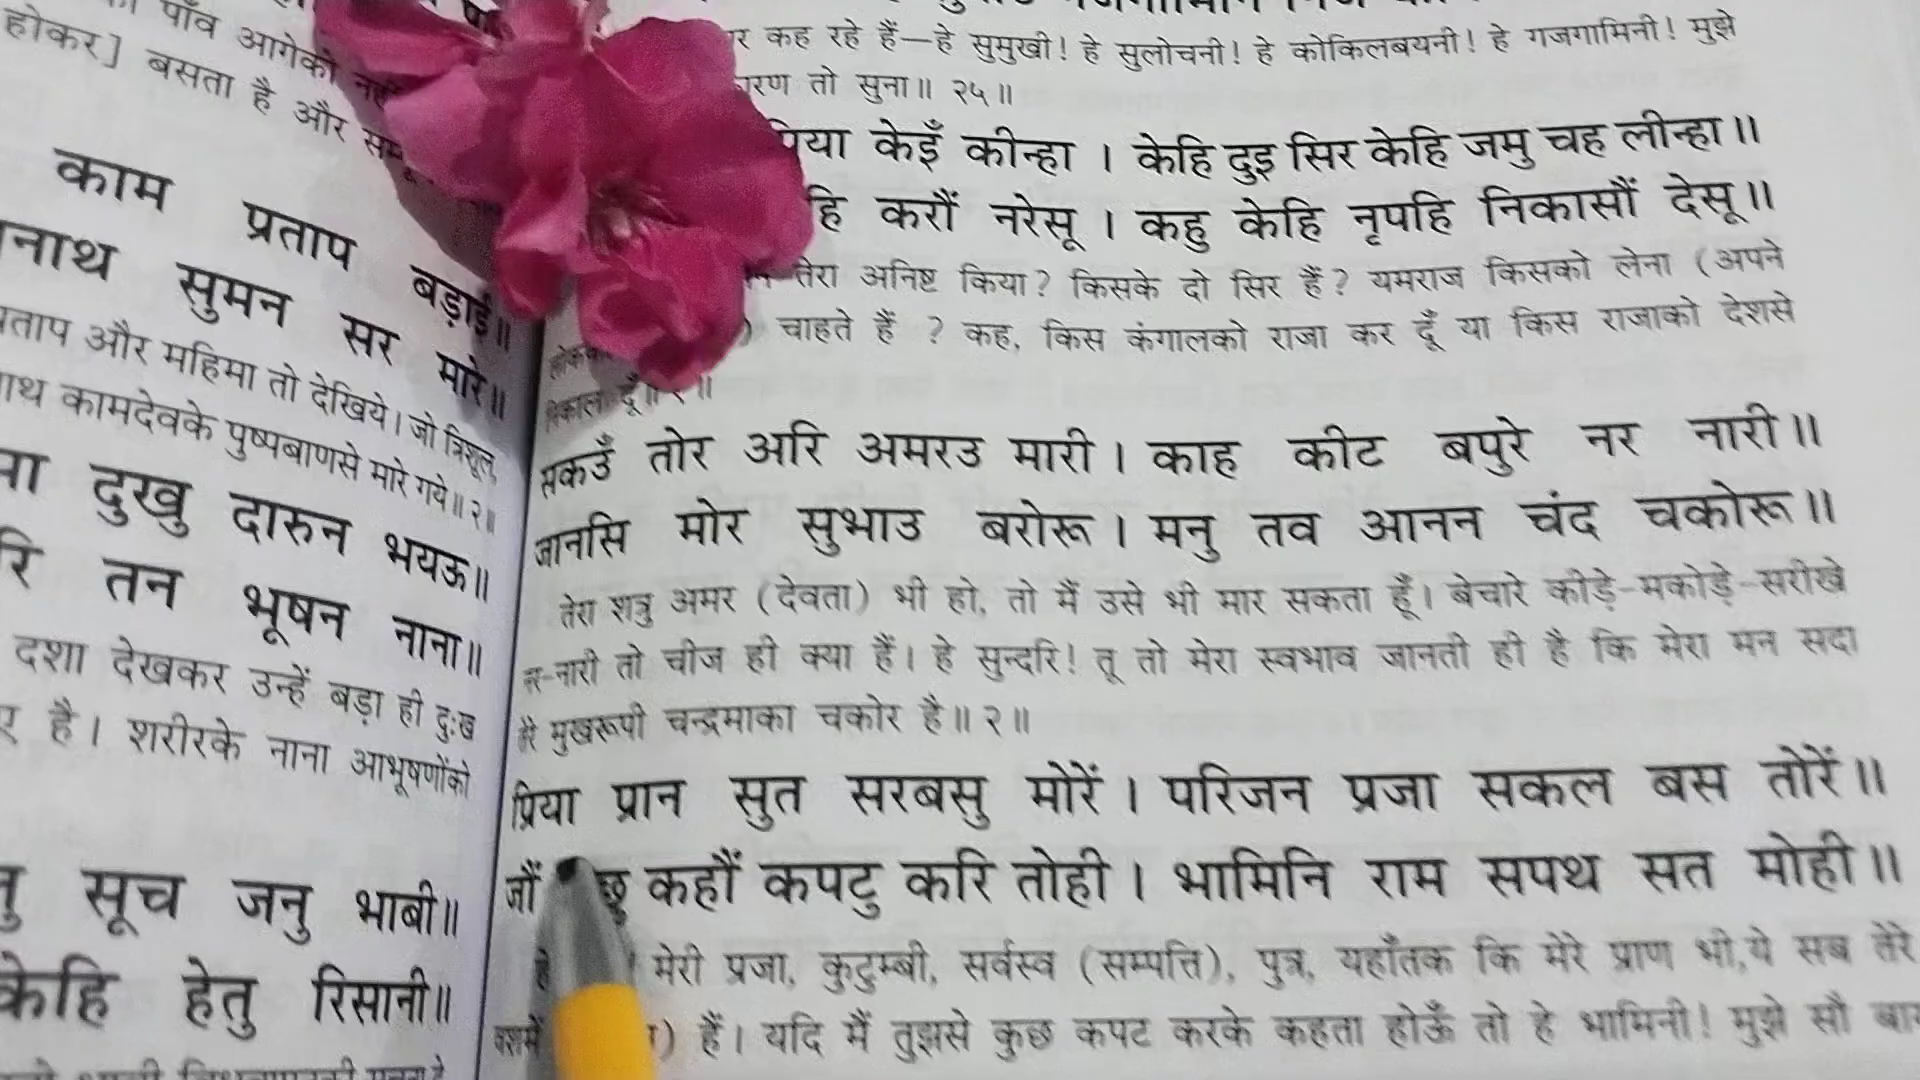 पाँव आगेको
होकर] बसता है और
काम प्रताप बड़ाई॥
सुमन सर मारे॥
और महिमा तो देखिये। जो त्रिशूल,
कामदेवके पुष्पबाणसे मारे गये॥ २॥
दुखु दारुन भयऊ॥
तन भूषन नाना॥
दशा देखकर उन्हें बड़ा ही दुःख
है। शरीरके नाना आभूषणोंको
सूच जनु भाबी॥
केहि हेतु रिसानी॥
कह रहे हैं—हे सुमुखी! हे सुलोचनी! हे कोकिलबयनी! हे गजगामिनी! मुझे
तो सुना॥ २५॥
केइँ कीन्हा । केहि दुइ सिर केहि जमु चह लीन्हा॥
करौं नरेसू । कहु केहि नृपहि निकासौं देसू॥
तेरा अनिष्ट किया? किसके दो सिर हैं? यमराज किसको लेना (अपने
चाहते हैं ? कह, किस कंगालको राजा कर दूँ या किस राजाको देशसे
सकउँ तोर अरि अमरउ मारी । काह कीट बपुरे नर नारी॥
जानसि मोर सुभाउ बरोरू । मनु तव आनन चंद चकोरू॥
तेरा शत्रु अमर (देवता) भी हो, तो मैं उसे भी मार सकता हूँ। बेचारे कीड़े-मकोड़े-सरीखे
नर-नारी तो चीज ही क्या हैं। हे सुन्दरि! तू तो मेरा स्वभाव जानती ही है कि मेरा मन सदा
मुखरूपी चन्द्रमाका चकोर है॥ २॥
प्रिया प्रान सुत सरबसु मोरें । परिजन प्रजा सकल बस तोरें॥
जौं कहौं कपटु करि तोही । भामिनि राम सपथ सत मोही॥
हे मेरी प्रजा, कुटुम्बी, सर्वस्व (सम्पत्ति), पुत्र, यहाँतक कि मेरे प्राण भी, ये सब तेरे
वशमें हैं। यदि मैं तुझसे कुछ कपट करके कहता होऊँ तो हे भामिनी! मुझे सौ बार